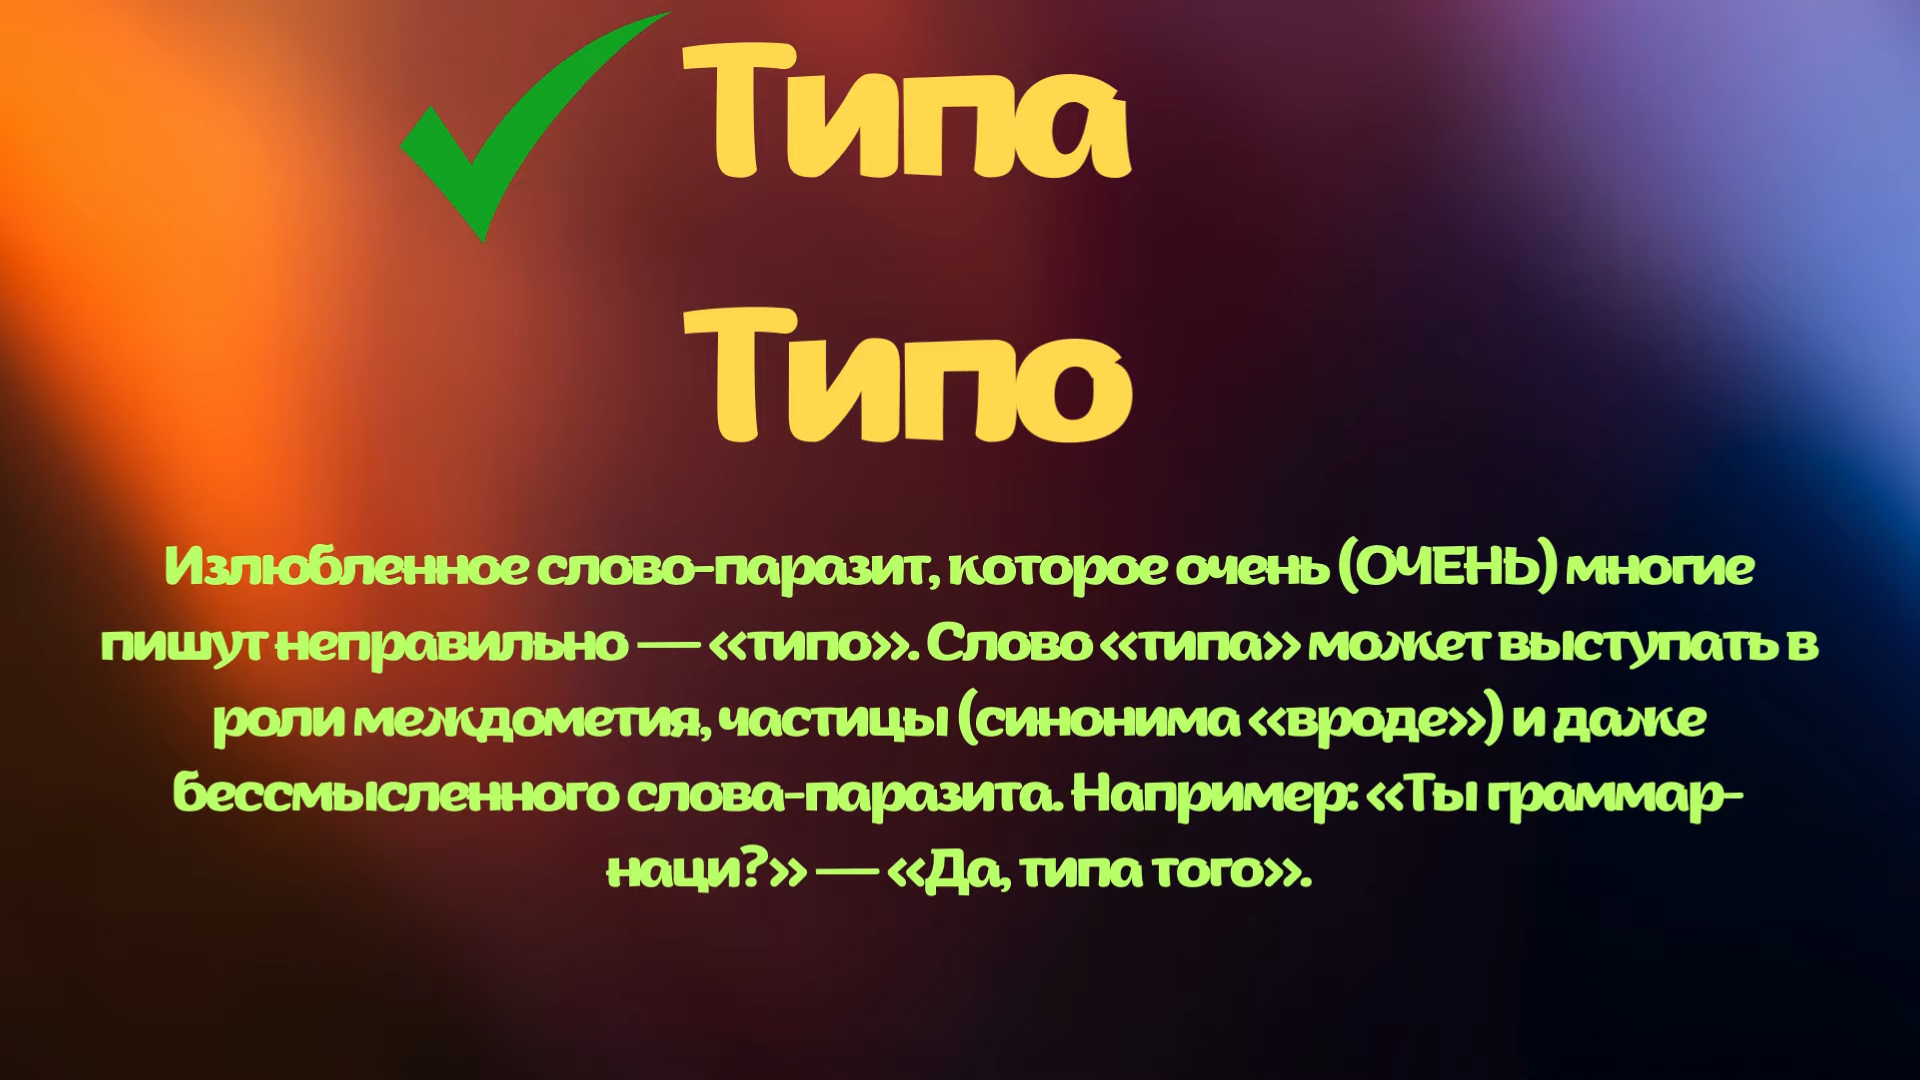 Типа
Типо
Излюбленное слово-паразит, которое очень (ОЧЕНЬ) многие
пишут неправильно — «типо». Слово «типа» может выступать в
роли междометия, частицы (синонима «вроде») и даже
бессмысленного слова-паразита. Например: «Ты граммар-
наци?» — «Да, типа того».